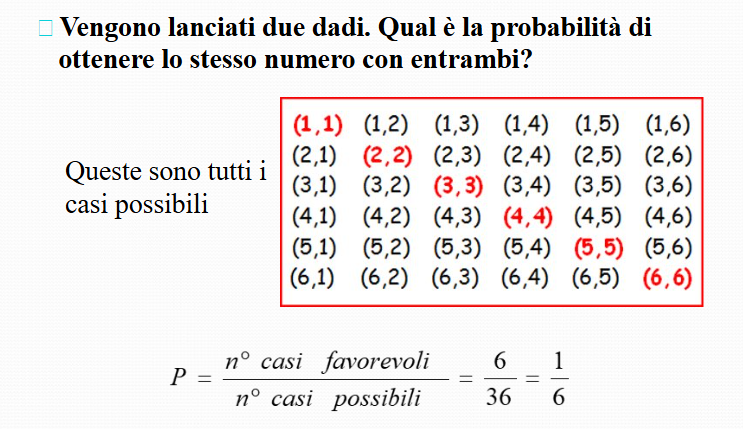 Vengono lanciati due dadi. Qual è la probabilità di
ottenere lo stesso numero con entrambi?
Queste sono tutti i
casi possibili
(1,1) (1,2) (1,3) (1,4) (1,5) (1,6)
(2,1) (2,2) (2,3) (2,4) (2,5) (2,6)
(3,1) (3,2) (3,3) (3,4) (3,5) (3,6)
(4,1) (4,2) (4,3) (4,4) (4,5) (4,6)
(5,1) (5,2) (5,3) (5,4) (5,5) (5,6)
(6,1) (6,2) (6,3) (6,4) (6,5) (6,6)
P = n° casi favorevoli / n° casi possibili = 6/36 = 1/6